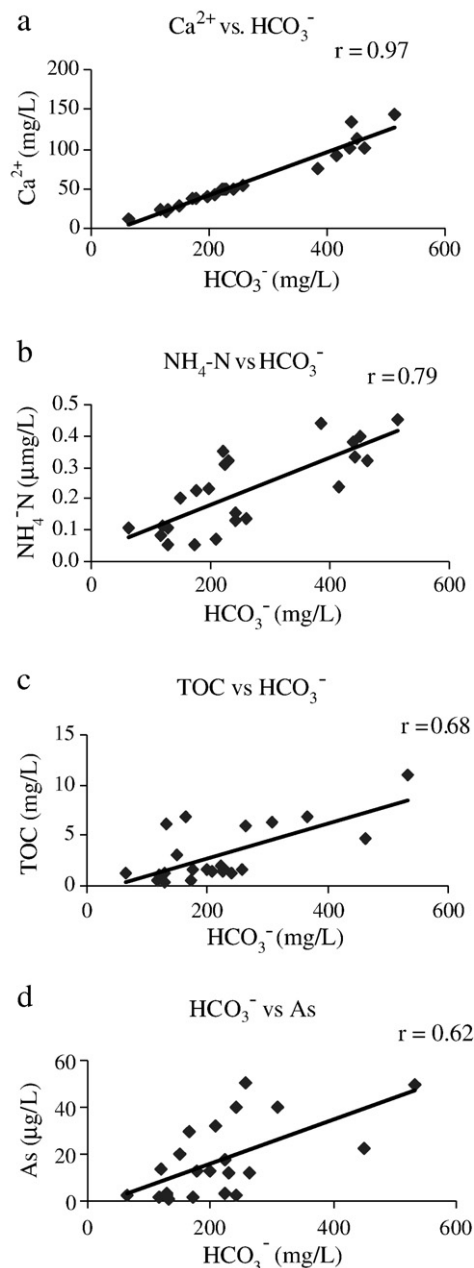 a
Ca²⁺ vs. HCO₃⁻
r = 0.97
200
150
100
50
0
Ca²⁺ (mg/L)
0 200 400 600
HCO₃⁻ (mg/L)
b
NH₄-N vs HCO₃⁻
r = 0.79
0.5
0.4
0.3
0.2
0.1
0.0
NH₄⁻N (µmg/L)
0 200 400 600
HCO₃⁻ (mg/L)
c
TOC vs HCO₃⁻
r = 0.68
15
10
5
0
TOC (mg/L)
0 200 400 600
HCO₃⁻ (mg/L)
d
HCO₃⁻ vs As
r = 0.62
60
40
20
0
As (µg/L)
0 200 400 600
HCO₃⁻ (mg/L)